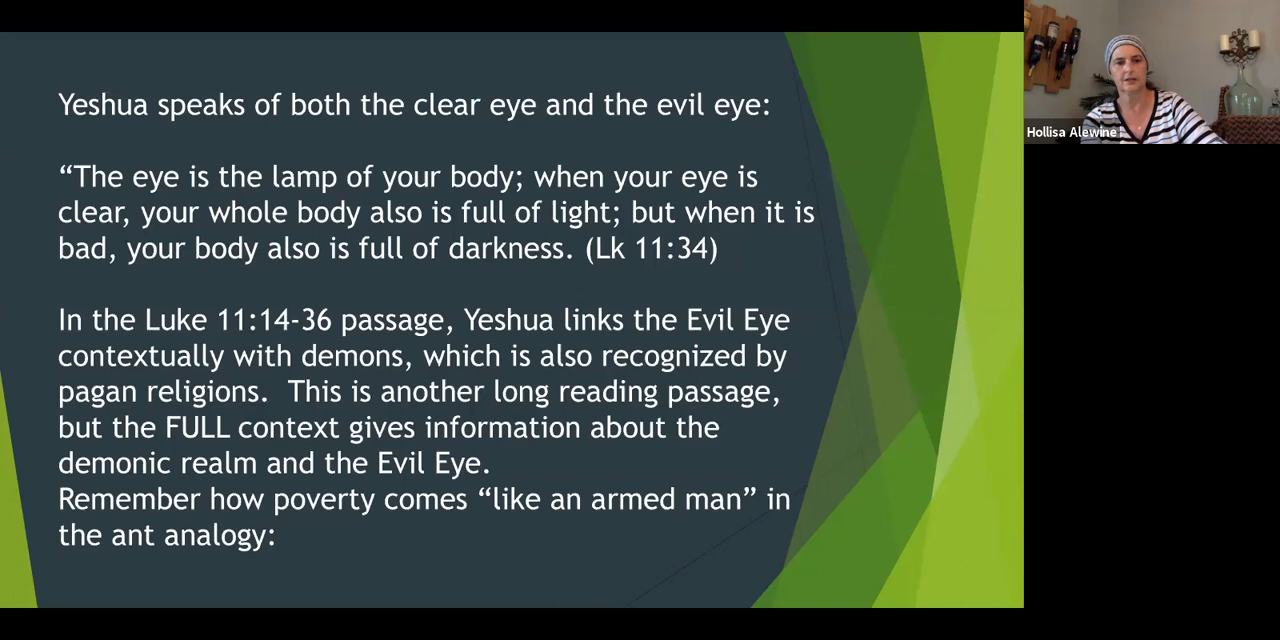 Yeshua speaks of both the clear eye and the evil eye:
“The eye is the lamp of your body; when your eye is
clear, your whole body also is full of light; but when it is
bad, your body also is full of darkness. (Lk 11:34)
In the Luke 11:14-36 passage, Yeshua links the Evil Eye
contextually with demons, which is also recognized by
pagan religions.  This is another long reading passage,
but the FULL context gives information about the
demonic realm and the Evil Eye.
Remember how poverty comes “like an armed man” in
the ant analogy:
Hollisa Alewine